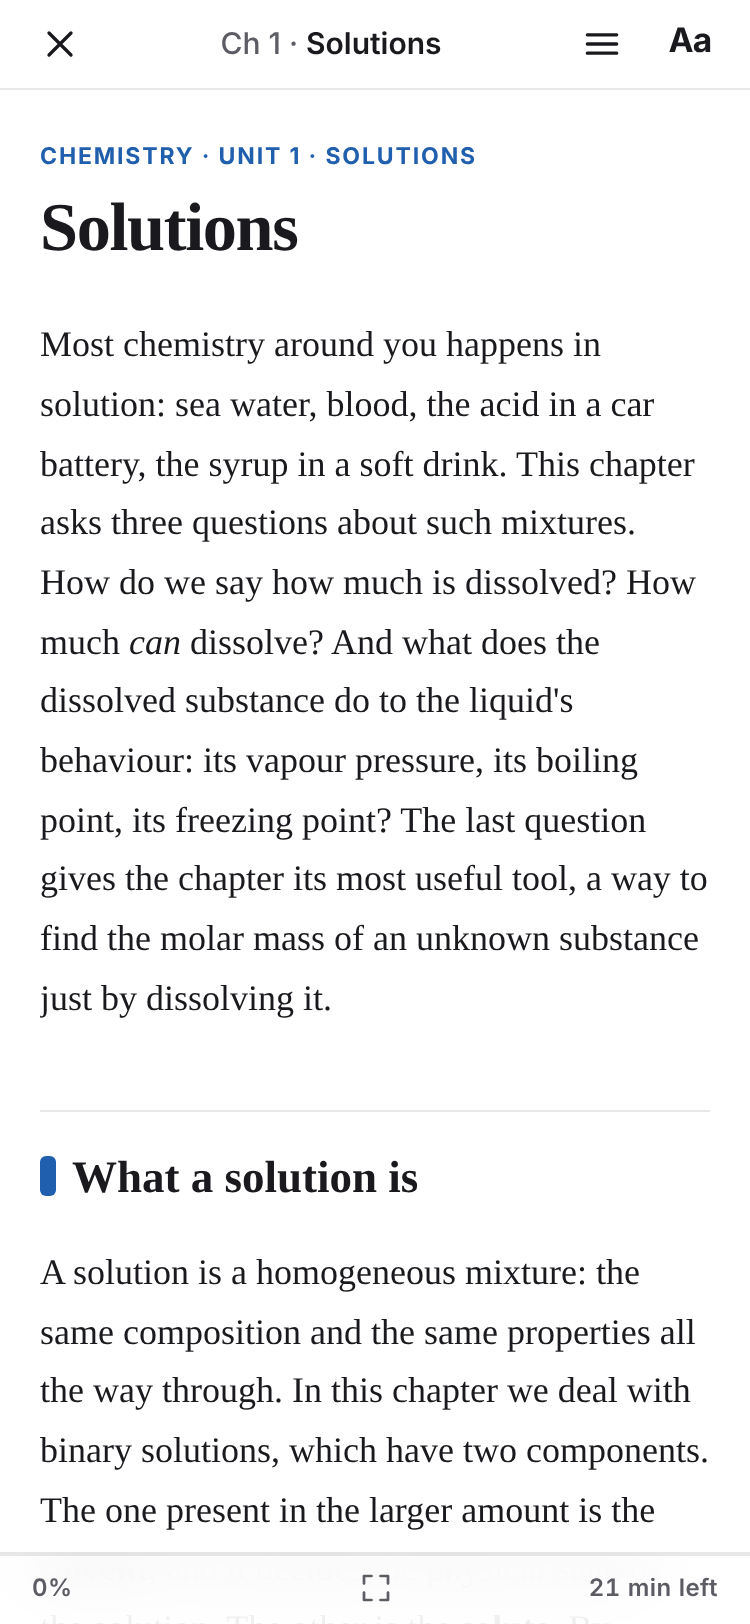 Ch 1 · Solutions
Aa
CHEMISTRY · UNIT 1 · SOLUTIONS
Solutions
Most chemistry around you happens in
solution: sea water, blood, the acid in a car
battery, the syrup in a soft drink. This chapter
asks three questions about such mixtures.
How do we say how much is dissolved? How
much can dissolve? And what does the
dissolved substance do to the liquid's
behaviour: its vapour pressure, its boiling
point, its freezing point? The last question
gives the chapter its most useful tool, a way to
find the molar mass of an unknown substance
just by dissolving it.
What a solution is
A solution is a homogeneous mixture: the
same composition and the same properties all
the way through. In this chapter we deal with
binary solutions, which have two components.
The one present in the larger amount is the
0%
21 min left